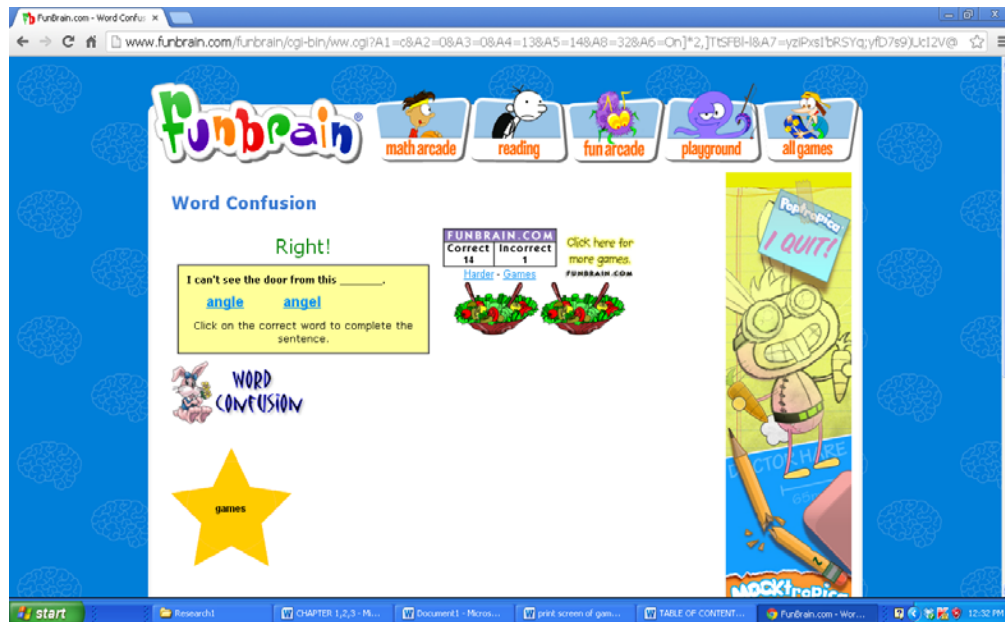 FunBrain.com - Word Confus
www.funbrain.com/funbrain/cgi-bin/ww.cgi?A1=c&A2=0&A3=0&A4=13&A5=14&A8=32&A6=On]*2,]TtSFBl-l&A7=yziPxsI'bRSYq;yfD7s9)UcI2V@
funbrain®
math arcade
reading
fun arcade
playground
all games
Word Confusion
Right!
I can't see the door from this ______.
angle angel
Click on the correct word to complete the
sentence.
FUNBRAIN.COM
Correct Incorrect
14 1
Harder - Games
Click here for
more games.
FUNBRAIN.COM
WORD
CONFUSION
games
Poptropica
I QUIT!
DOCTOR HARE
2
MOCKTROPICA
start
Research1
CHAPTER 1,2,3 - Mi...
Document1 - Micros...
print screen of gam...
TABLE OF CONTENT...
FunBrain.com - Wor...
12:32 PM